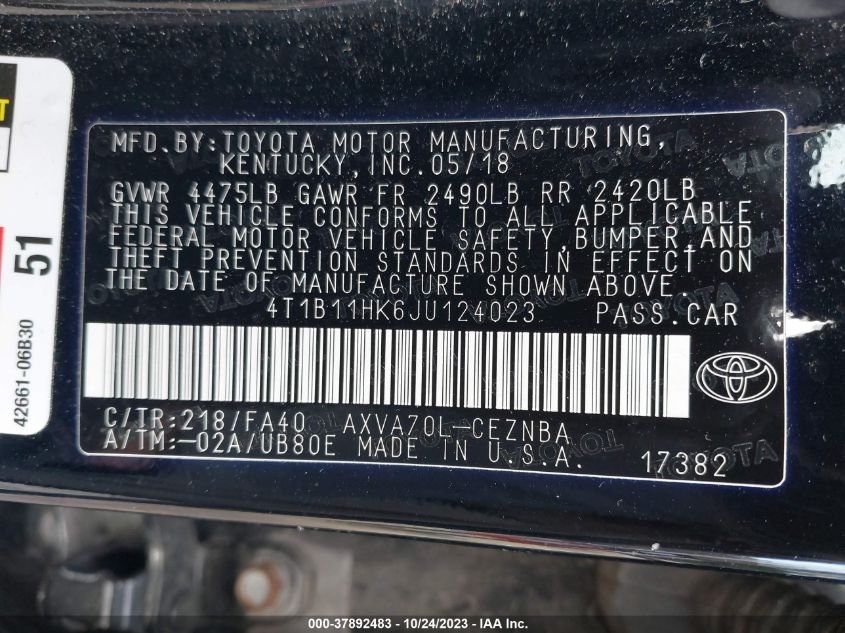 MFD.BY:TOYOTA MOTOR MANUFACTURING,
KENTUCKY,INC.05/18
GVWR 4475LB GAWR FR 2490LB RR 2420LB
THIS VEHICLE CONFORMS TO ALL APPLICABLE
FEDERAL MOTOR VEHICLE SAFETY,BUMPER,AND
THEFT PREVENTION STANDARDS IN EFFECT ON
THE DATE OF MANUFACTURE SHOWN ABOVE.
4T1B11HK6JU124023 PASS.CAR
C/TR:218/FA40 AXVA70L-CEZNBA
A/TM:-02A/UB80E MADE IN U.S.A. 17382
51
42661-06B30
000-37892483 - 10/24/2023 - IAA Inc.